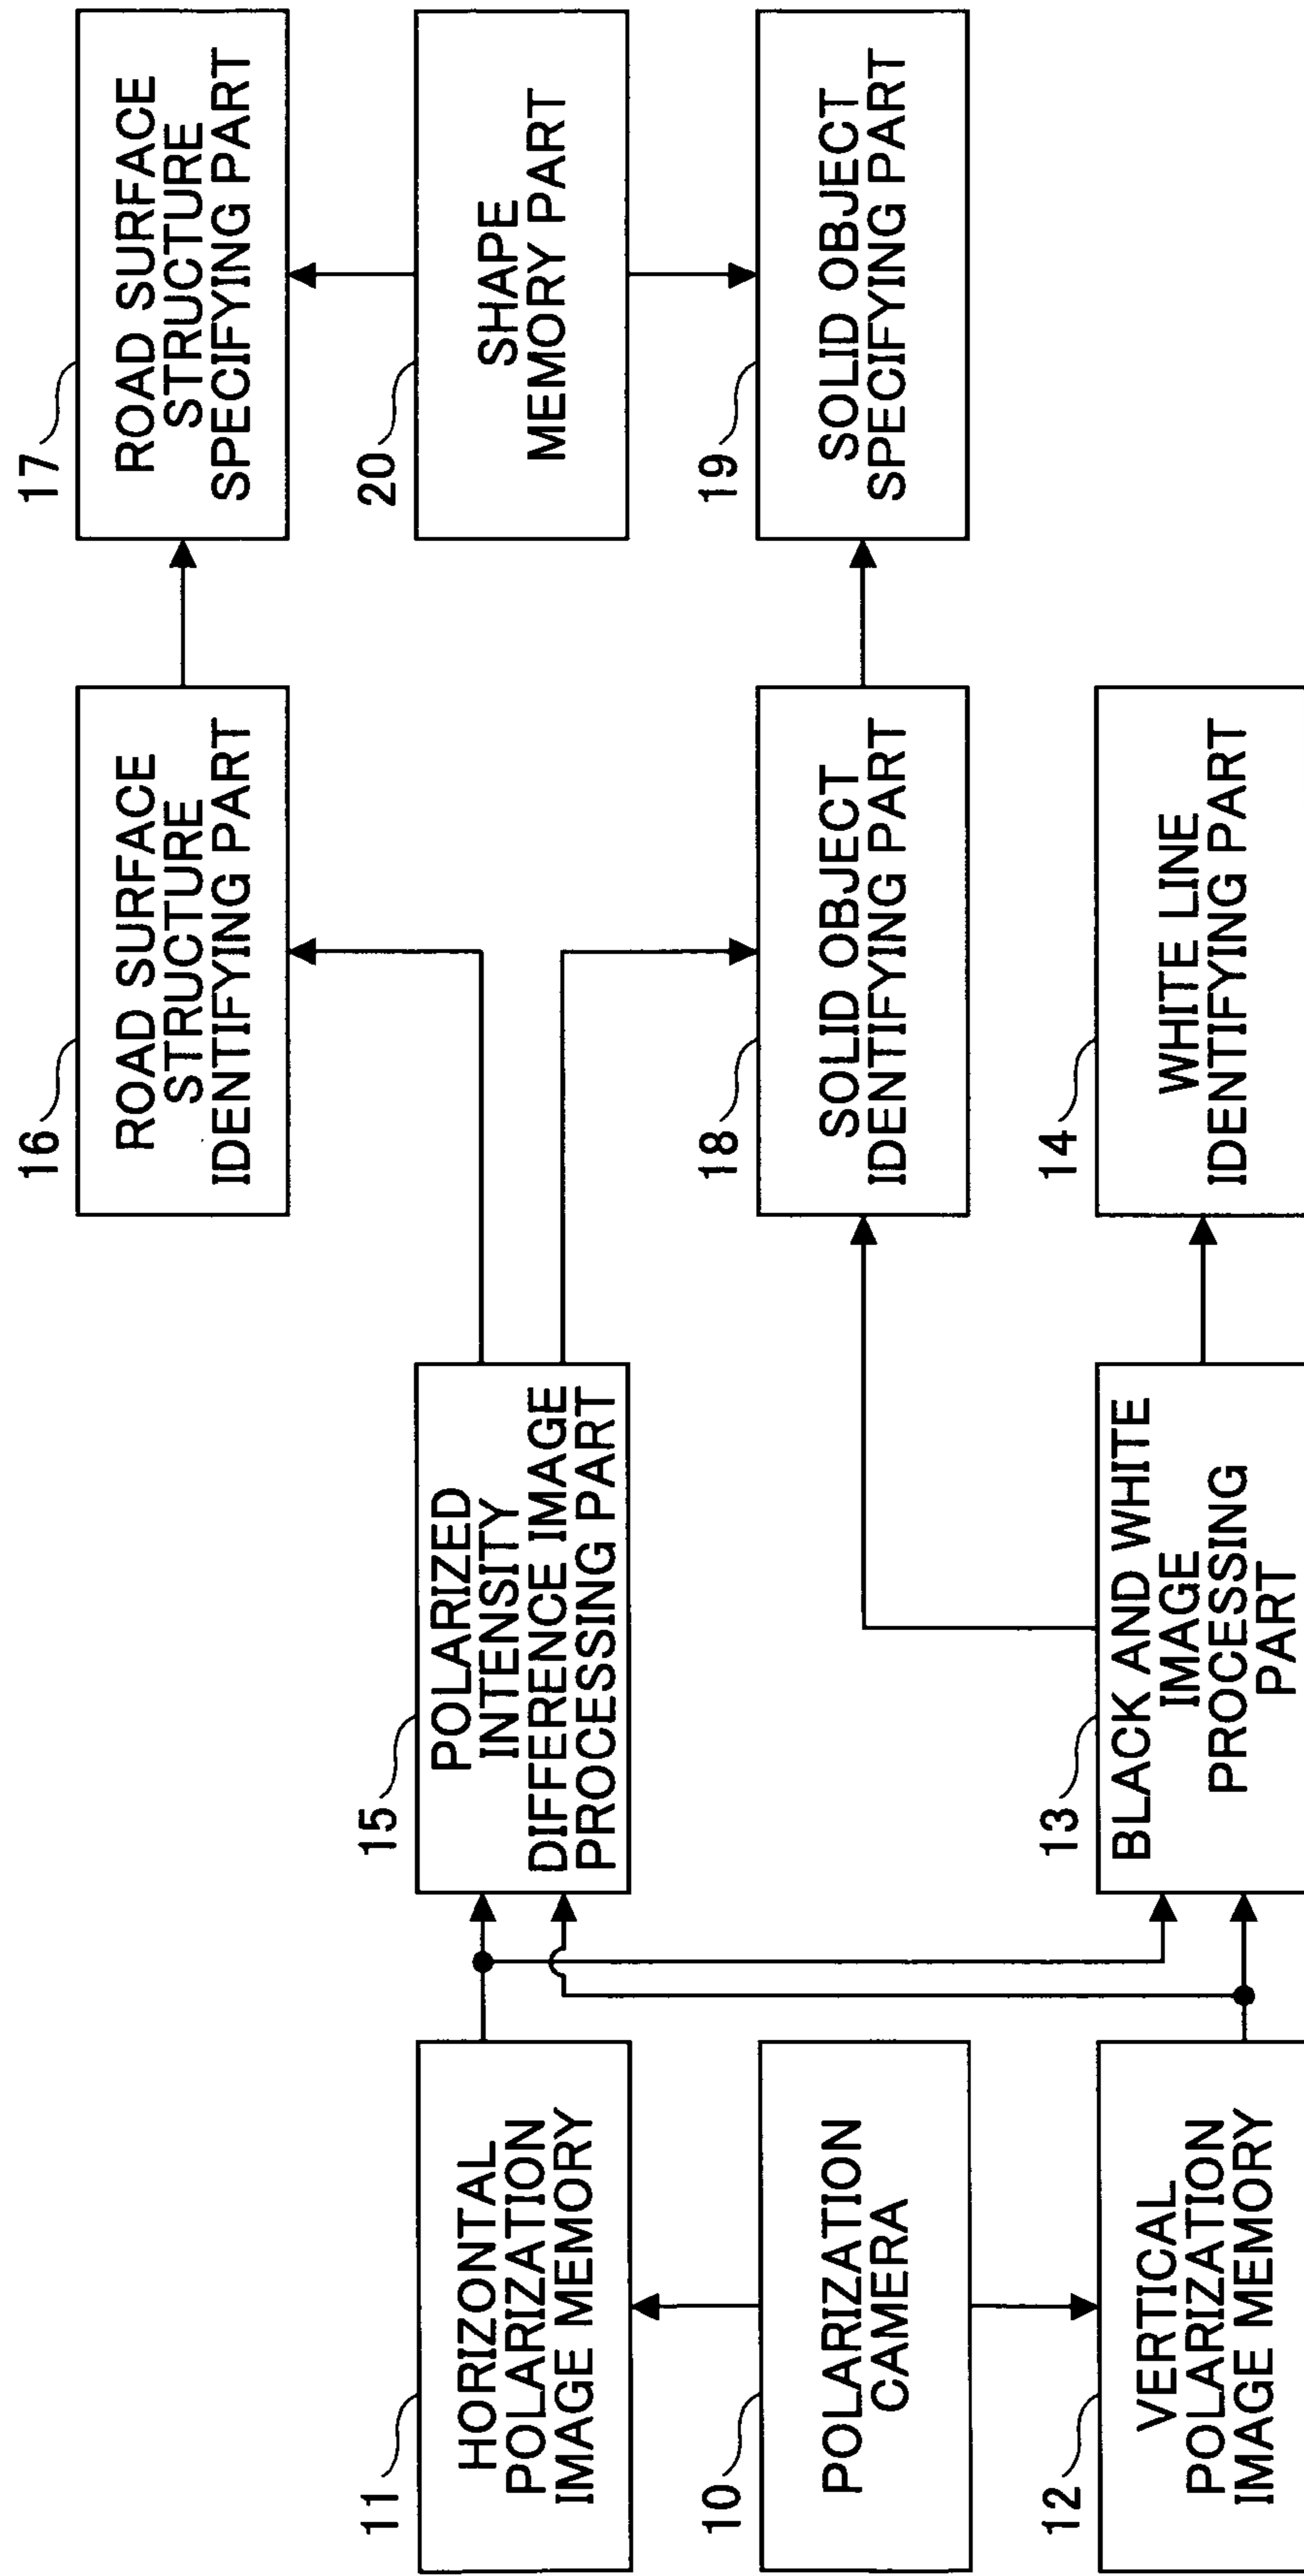 11
HORIZONTAL
POLARIZATION
IMAGE MEMORY
10
POLARIZATION
CAMERA
12
VERTICAL
POLARIZATION
IMAGE MEMORY
15
POLARIZED
INTENSITY
DIFFERENCE IMAGE
PROCESSING PART
13
BLACK AND WHITE
IMAGE
PROCESSING
PART
16
ROAD SURFACE
STRUCTURE
IDENTIFYING PART
18
SOLID OBJECT
IDENTIFYING PART
14
WHITE LINE
IDENTIFYING PART
17
ROAD SURFACE
STRUCTURE
SPECIFYING PART
20
SHAPE
MEMORY PART
19
SOLID OBJECT
SPECIFYING PART